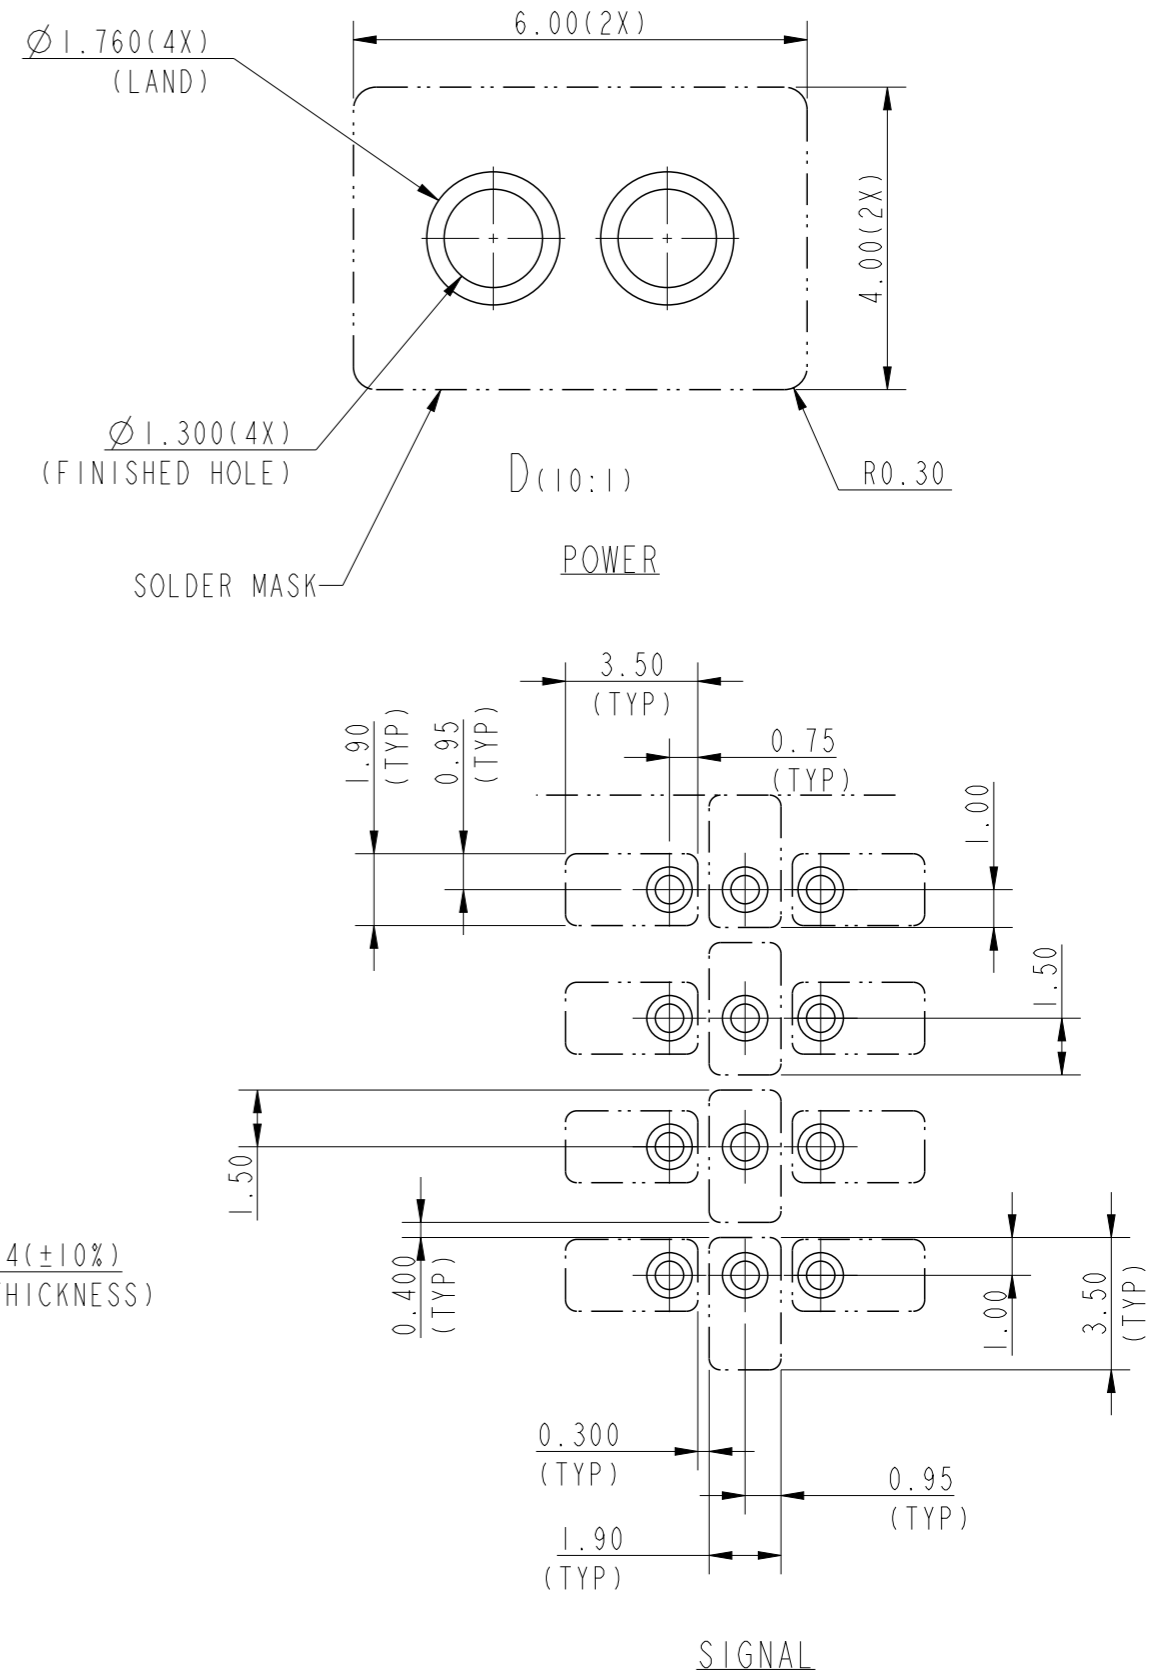 6.00(2X)
Ø1.760(4X)
(LAND)
4.00(2X)
Ø1.300(4X)
(FINISHED HOLE)
D(10:1)
R0.30
POWER
SOLDER MASK
3.50
(TYP)
1.90
(TYP)
0.95
(TYP)
0.75
(TYP)
1.00
1.50
1.50
4(±10%)
HICKNESS)
0.400
(TYP)
1.00
3.50
(TYP)
0.300
(TYP)
0.95
(TYP)
1.90
(TYP)
SIGNAL